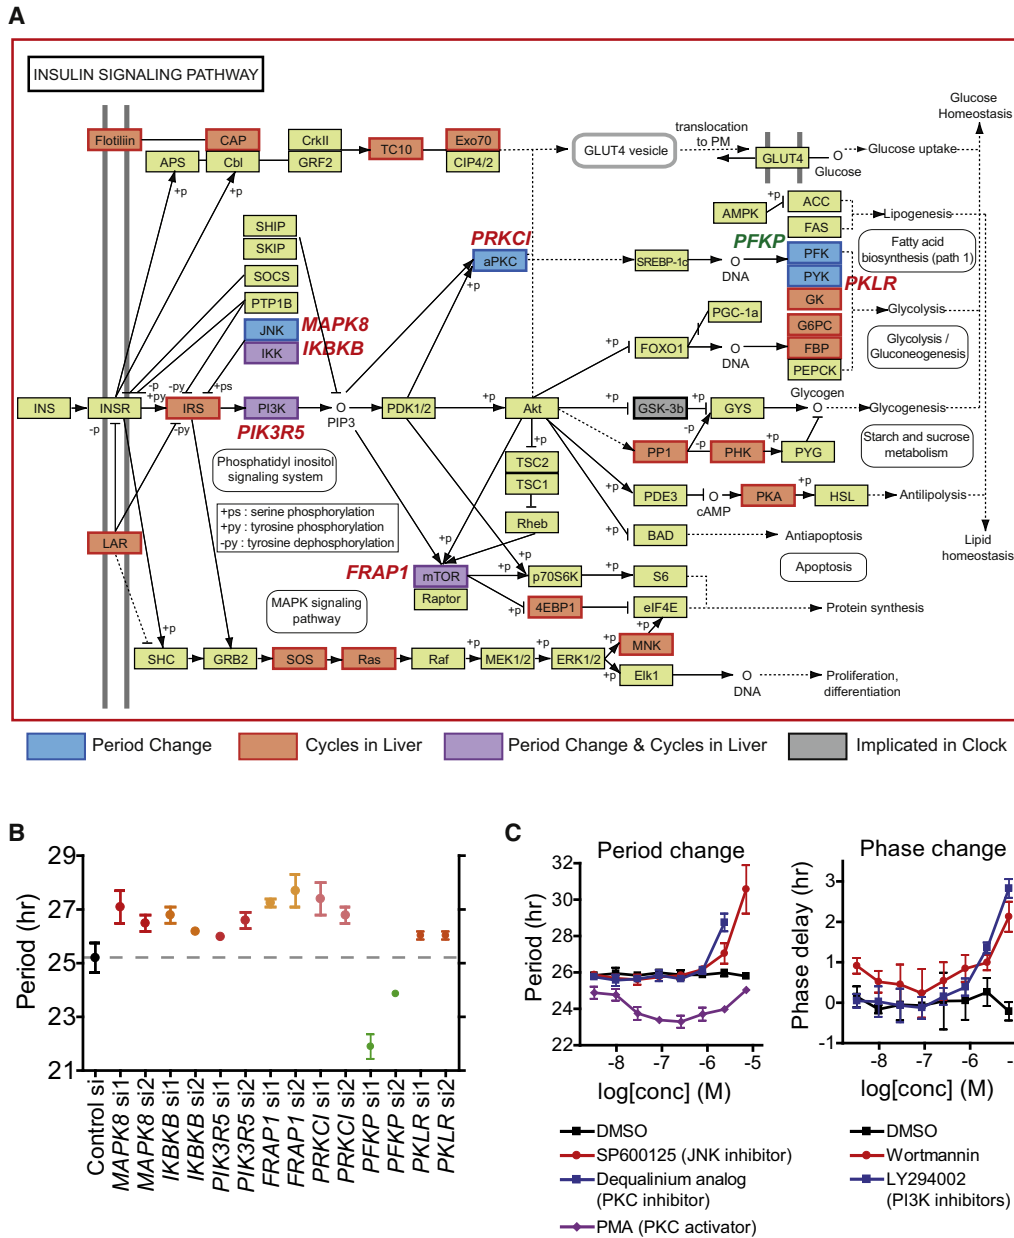 A
INSULIN SIGNALING PATHWAY
Glucose
Homeostasis
Flotiliin
CAP
CrkII
TC10
Exo70
APS
Cbl
GRF2
CIP4/2
GLUT4 vesicle
translocation
to PM
GLUT4
Glucose
Glucose uptake
+p
+p
SHIP
SKIP
SOCS
PTP1B
JNK
IKK
MAPK8
IKBKB
PRKCI
aPKC
+p
AMPK
+p
ACC
FAS
Lipogenesis
Fatty acid
biosynthesis (path 1)
PFKP
SREBP-1c
DNA
PFK
PYK
PKLR
GK
G6PC
FBP
PEPCK
Glycolysis
Glycolysis /
Gluconeogenesis
PGC-1a
FOXO1
+p
DNA
-p
+py
-py
+ps
INS
INSR
IRS
PI3K
PIP3
PDK1/2
+p
Akt
+p
GSK-3b
GYS
Glycogen
Glycogenesis
-p
-py
PIK3R5
-p
PP1
-p
PHK
+p
PYG
Starch and sucrose
metabolism
Phosphatidyl inositol
signaling system
+p
TSC2
TSC1
Rheb
+p
PDE3
cAMP
PKA
+p
HSL
Antilipolysis
+ps : serine phosphorylation
+py : tyrosine phosphorylation
-py : tyrosine dephosphorylation
LAR
+p
BAD
Antiapoptosis
Apoptosis
Lipid
homeostasis
FRAP1
+p
mTOR
Raptor
+p
+p
p70S6K
+p
S6
+p
4EBP1
eIF4E
Protein synthesis
MAPK signaling
pathway
+p
SHC
GRB2
SOS
Ras
Raf
+p
MEK1/2
+p
ERK1/2
+p
MNK
+p
+p
Elk1
DNA
Proliferation,
differentiation
Period Change
Cycles in Liver
Period Change & Cycles in Liver
Implicated in Clock
B
Period (hr)
29
27
25
23
21
Control si
MAPK8 si1
MAPK8 si2
IKBKB si1
IKBKB si2
PIK3R5 si1
PIK3R5 si2
FRAP1 si1
FRAP1 si2
PRKCI si1
PRKCI si2
PFKP si1
PFKP si2
PKLR si1
PKLR si2
C
Period change
Period (hr)
32
30
28
26
24
22
-8
-7
-6
-5
log[conc] (M)
DMSO
SP600125 (JNK inhibitor)
Dequalinium analog
(PKC inhibitor)
PMA (PKC activator)
Phase change
Phase delay (hr)
3
2
1
0
-1
-8
-7
-6
log[conc] (M)
DMSO
Wortmannin
LY294002
(PI3K inhibitors)